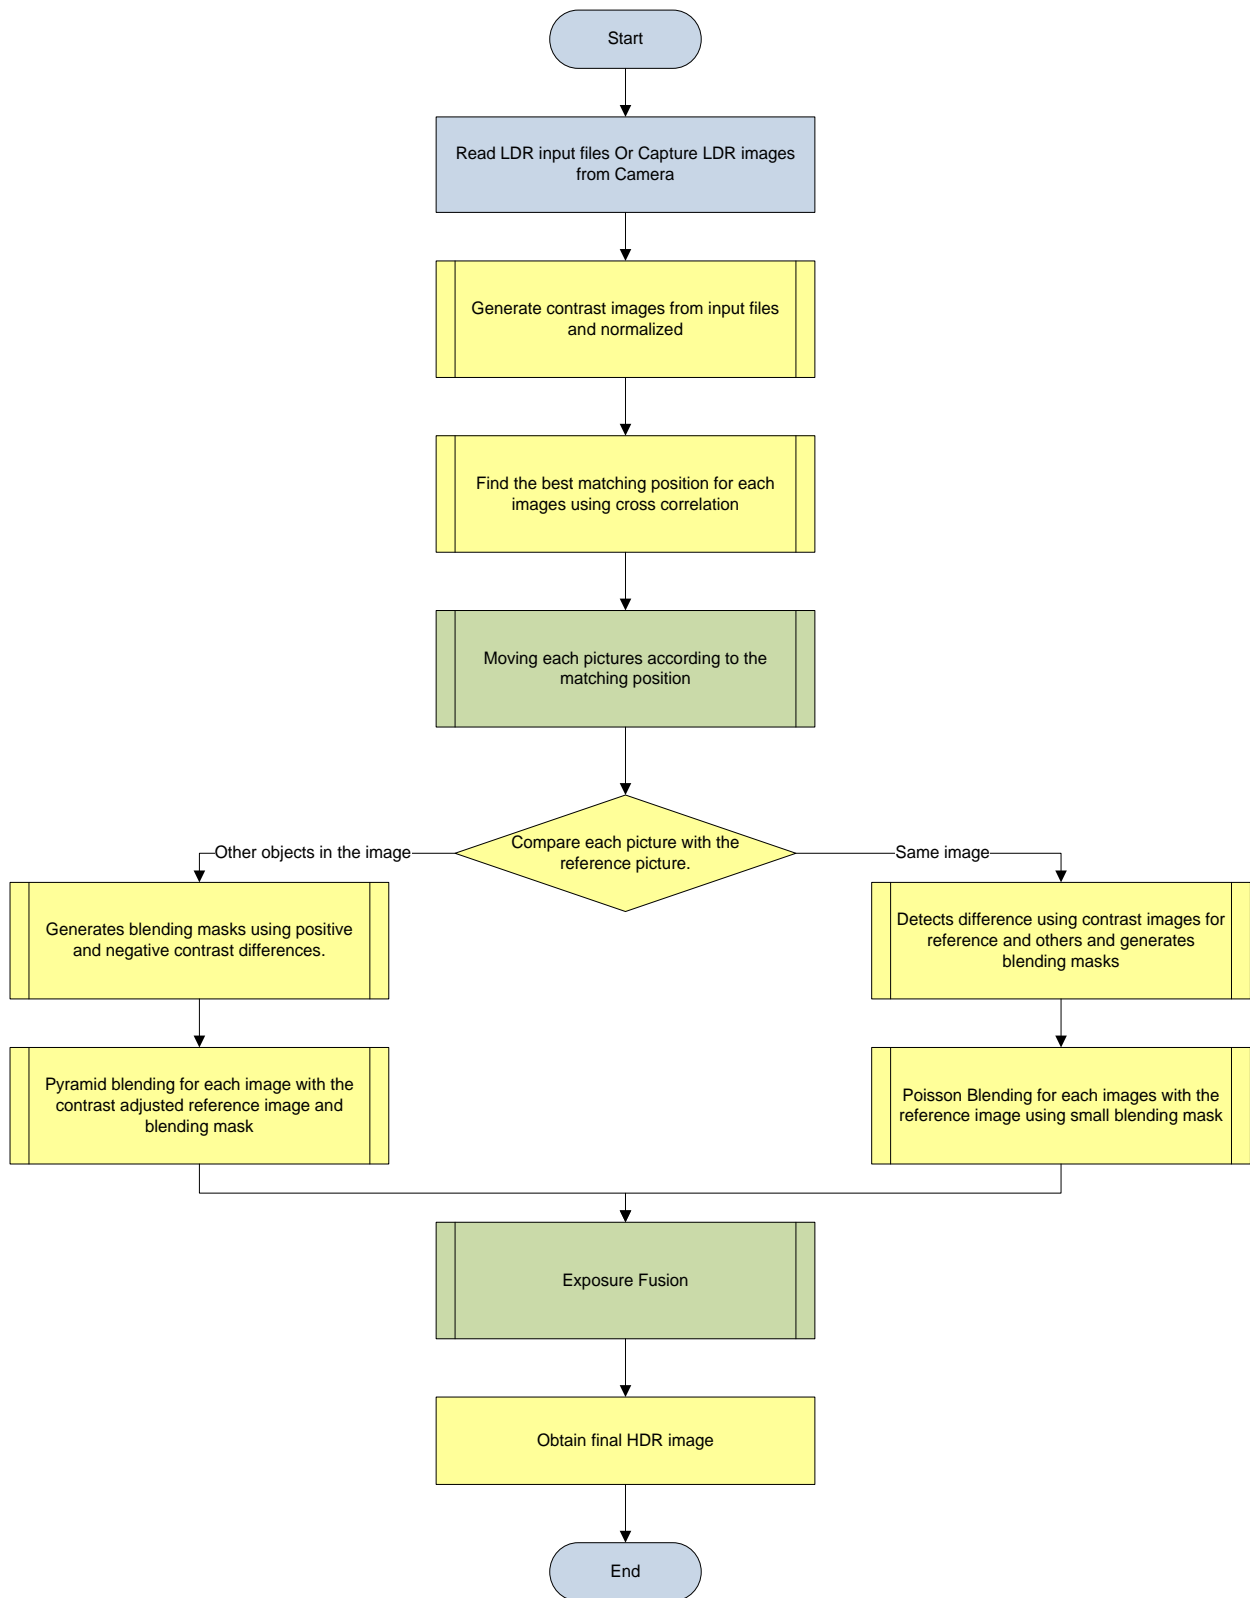 Start
Read LDR input files Or Capture LDR images
from Camera
Generate contrast images from input files
and normalized
Find the best matching position for each
images using cross correlation
Moving each pictures according to the
matching position
Compare each picture with the
reference picture.
Other objects in the image
Same image
Generates blending masks using positive
and negative contrast differences.
Detects difference using contrast images for
reference and others and generates
blending masks
Pyramid blending for each image with the
contrast adjusted reference image and
blending mask
Poisson Blending for each images with the
reference image using small blending mask
Exposure Fusion
Obtain final HDR image
End